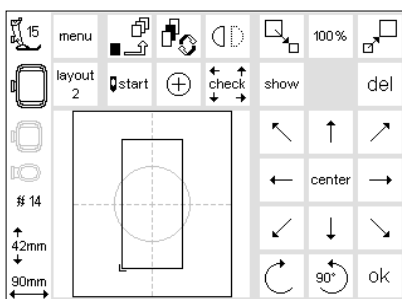 15 menu 100%
layout 2 start check show del
# 14
center
42mm
90mm 90° ok